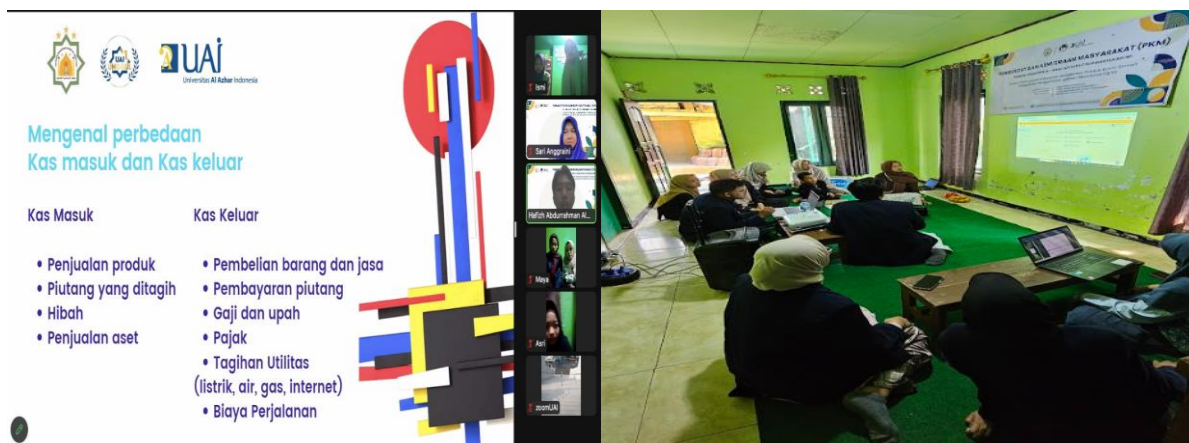 UAI
Universitas Al Azhar Indonesia
Mengenal perbedaan
Kas masuk dan Kas keluar
Kas Masuk
• Penjualan produk
• Piutang yang ditagih
• Hibah
• Penjualan aset
Kas Keluar
• Pembelian barang dan jasa
• Pembayaran piutang
• Gaji dan upah
• Pajak
• Tagihan Utilitas
(listrik, air, gas, internet)
• Biaya Perjalanan
Ismi
Sari Anggraini
Hafizh Abdurrahman Al...
Maya
Asri
zoomUAI
MASYARAKAT (PKM)